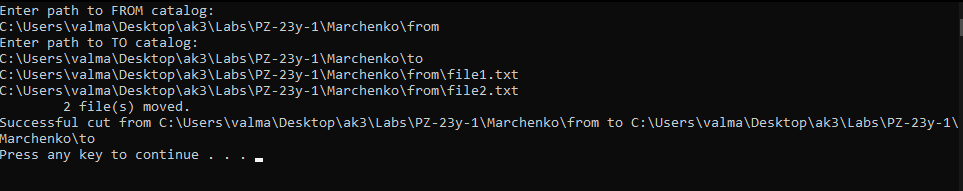 Enter path to FROM catalog:
C:\Users\valma\Desktop\ak3\Labs\PZ-23y-1\Marchenko\from
Enter path to TO catalog:
C:\Users\valma\Desktop\ak3\Labs\PZ-23y-1\Marchenko\to
C:\Users\valma\Desktop\ak3\Labs\PZ-23y-1\Marchenko\from\file1.txt
C:\Users\valma\Desktop\ak3\Labs\PZ-23y-1\Marchenko\from\file2.txt
        2 file(s) moved.
Successful cut from C:\Users\valma\Desktop\ak3\Labs\PZ-23y-1\Marchenko\from to C:\Users\valma\Desktop\ak3\Labs\PZ-23y-1\
Marchenko\to
Press any key to continue . . .